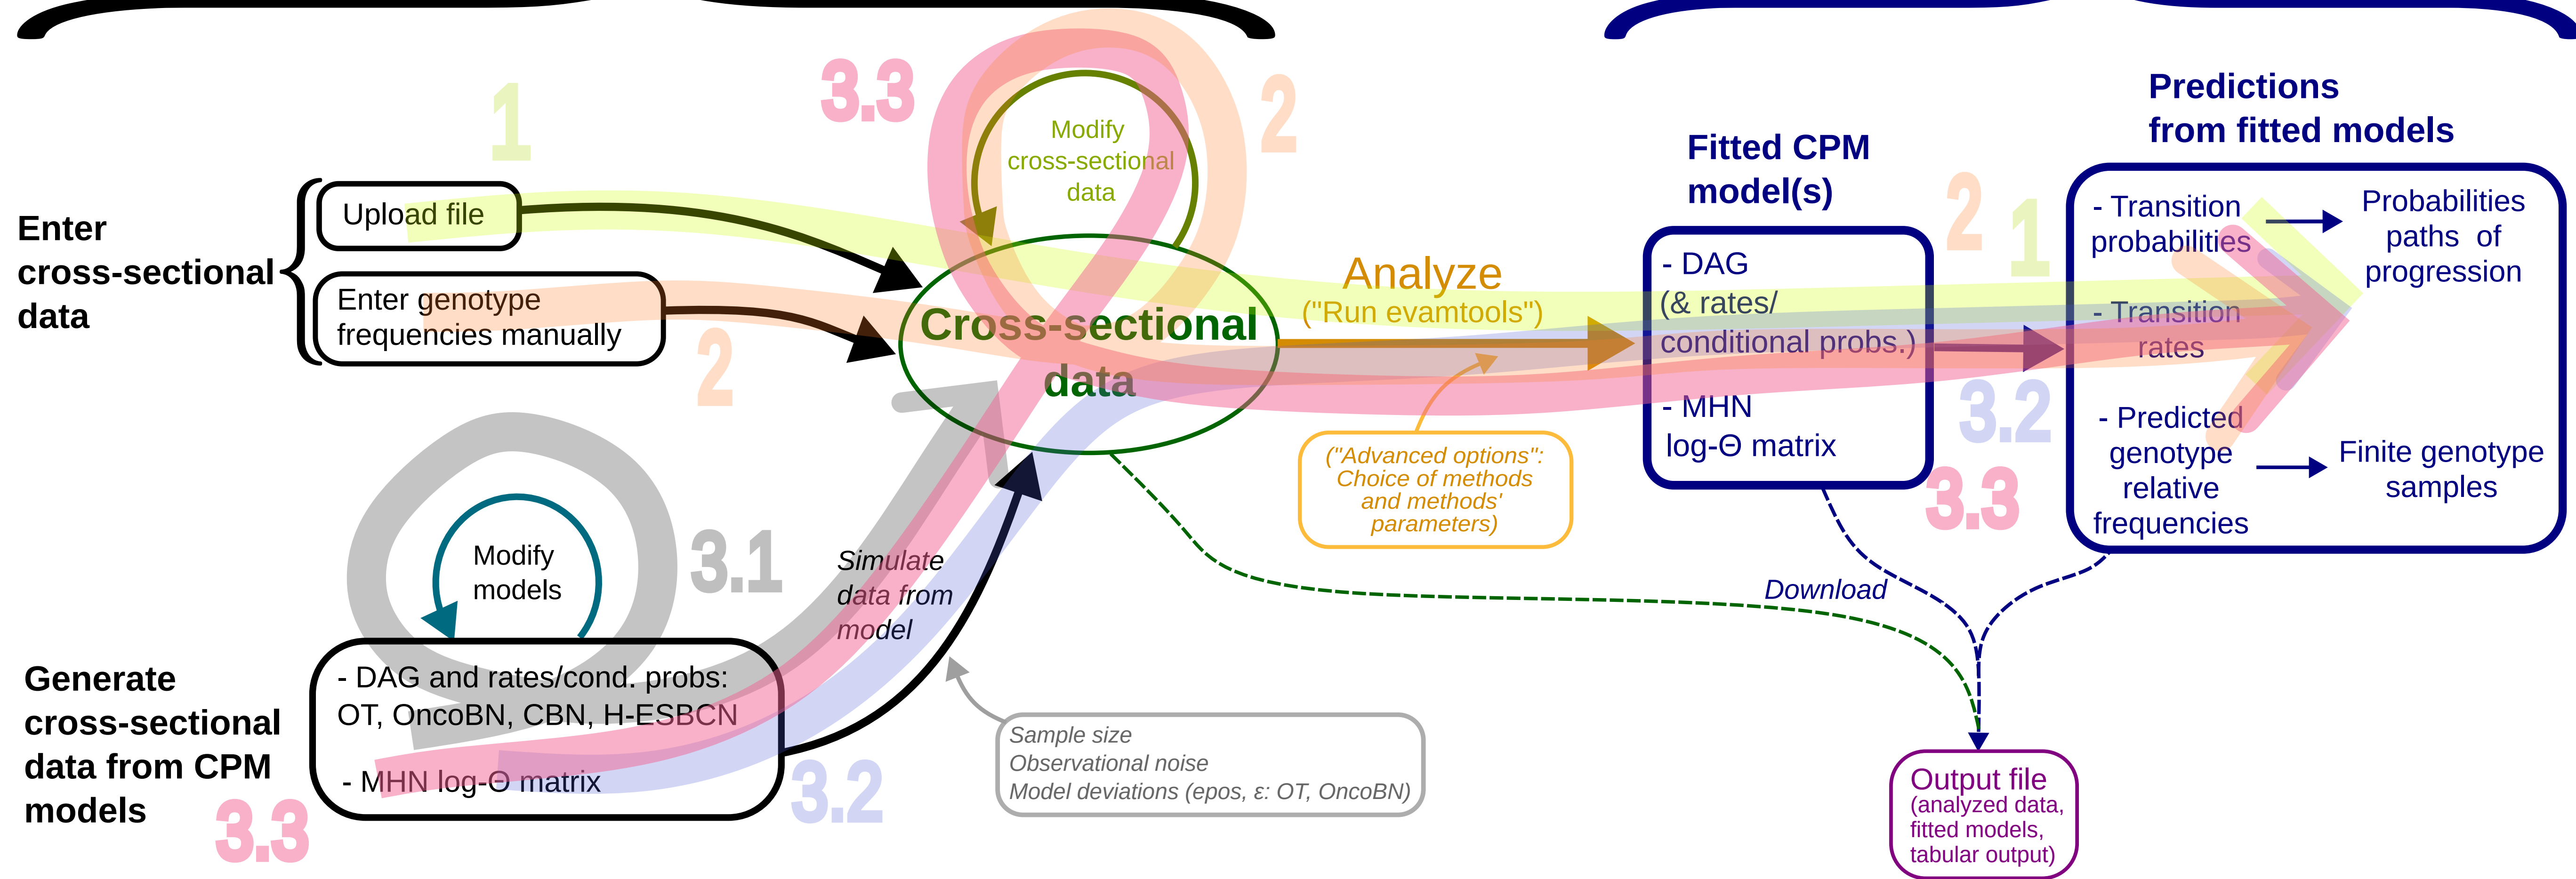 Enter
cross-sectional
data
1
Upload file
Enter genotype
frequencies manually
2
3.3
Modify
cross-sectional
data
2
Cross-sectional
data
Analyze
("Run evamtools")
("Advanced options":
Choice of methods
and methods'
parameters)
Fitted CPM
model(s)
- DAG
(& rates/
conditional probs.)
- MHN
log-Θ matrix
2
1
3.2
3.3
Predictions
from fitted models
- Transition
probabilities
Probabilities
paths of
progression
- Transition
rates
- Predicted
genotype
relative
frequencies
Finite genotype
samples
Generate
cross-sectional
data from CPM
models
3.3
Modify
models
3.1
- DAG and rates/cond. probs:
OT, OncoBN, CBN, H-ESBCN
- MHN log-Θ matrix
3.2
Simulate
data from
model
Sample size
Observational noise
Model deviations (epos, ε: OT, OncoBN)
Download
Output file
(analyzed data,
fitted models,
tabular output)